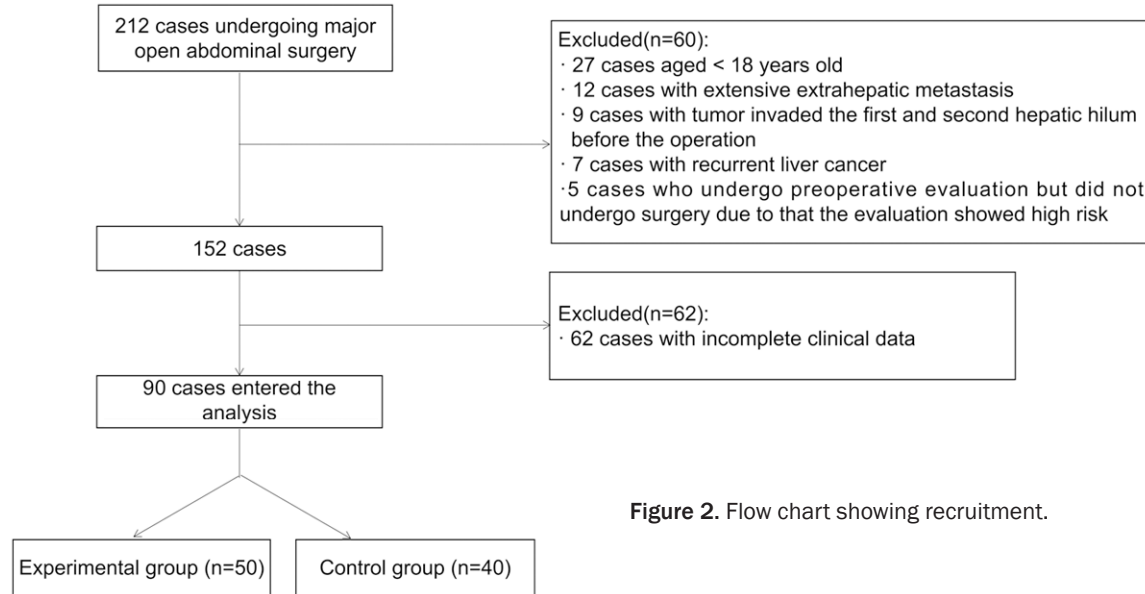 212 cases undergoing major
open abdominal surgery
Excluded(n=60):
· 27 cases aged < 18 years old
· 12 cases with extensive extrahepatic metastasis
· 9 cases with tumor invaded the first and second hepatic hilum
before the operation
· 7 cases with recurrent liver cancer
·5 cases who undergo preoperative evaluation but did not
undergo surgery due to that the evaluation showed high risk
152 cases
Excluded(n=62):
· 62 cases with incomplete clinical data
90 cases entered the
analysis
Experimental group (n=50)
Control group (n=40)
Figure 2. Flow chart showing recruitment.